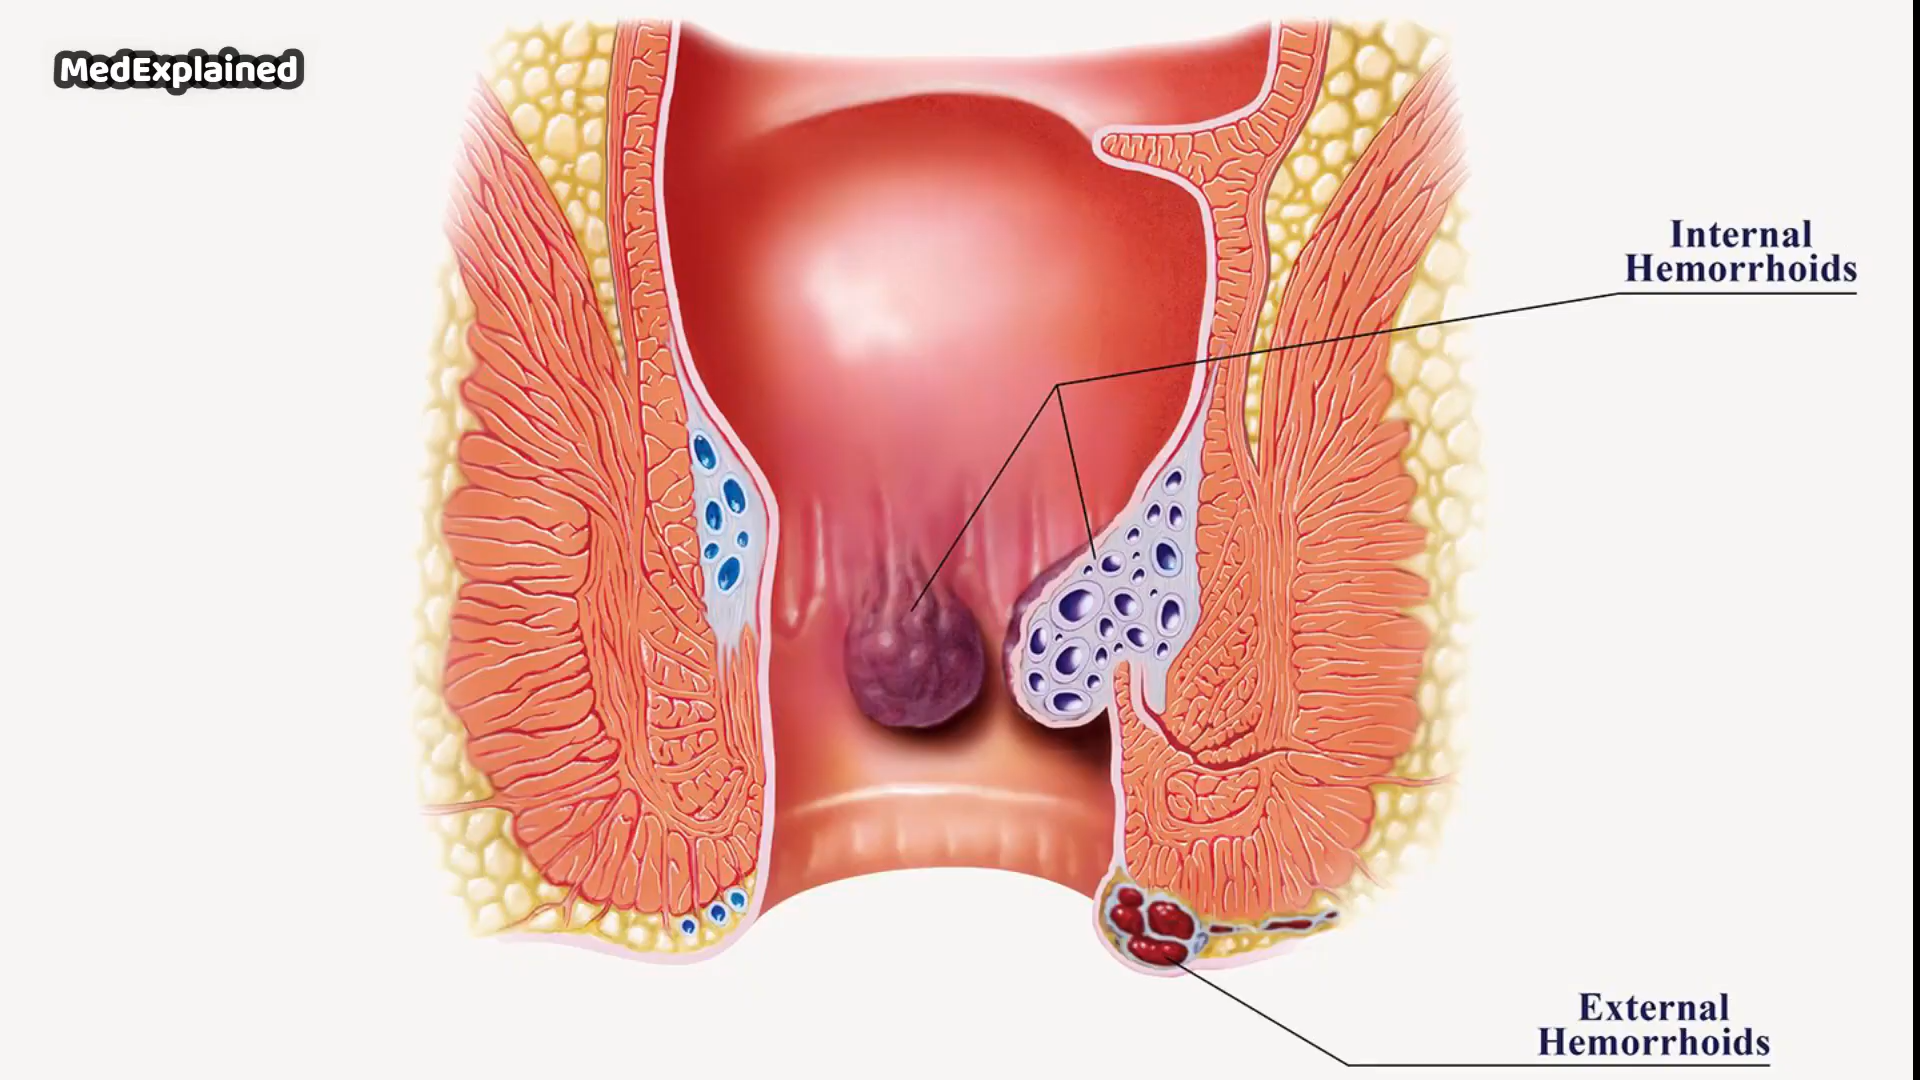 MedExplained
Internal
Hemorrhoids
External
Hemorrhoids